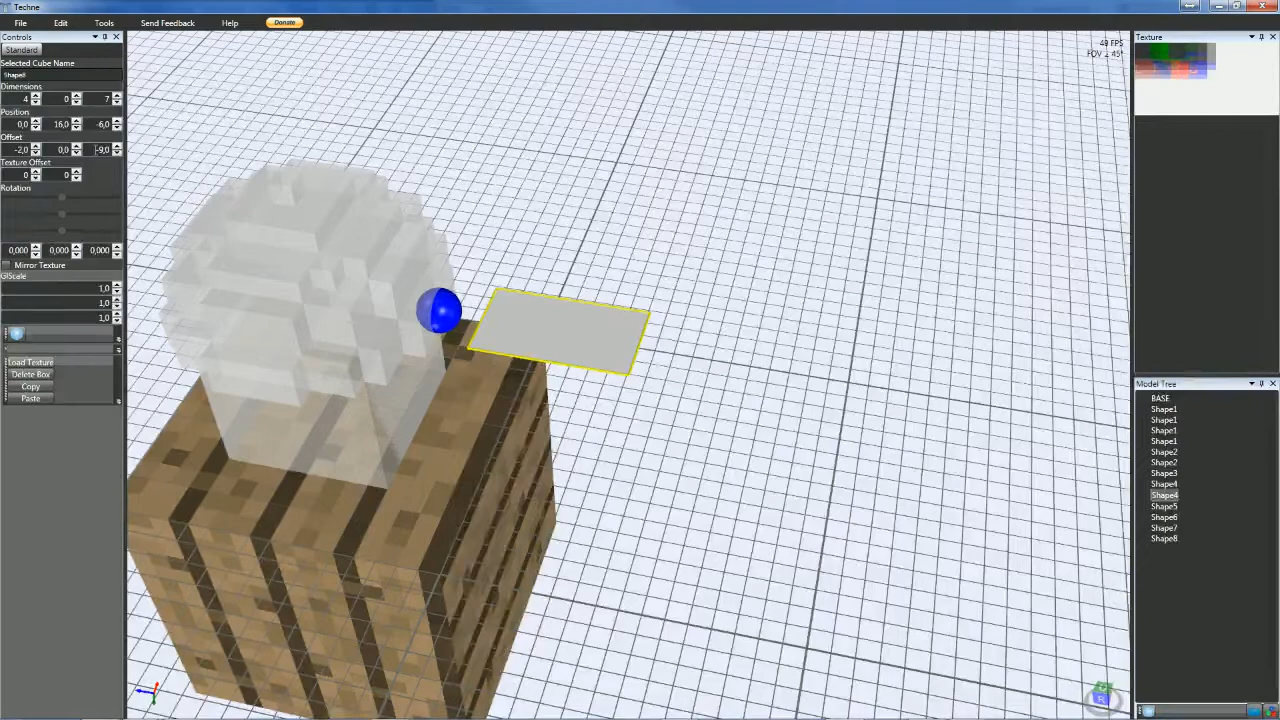 Techne
File Edit Tools Send Feedback Help Donate
Controls
Standard
Selected Cube Name
Shape8
Dimensions
4 0 7
Position
0,0 16,0 -6,0
Offset
-2,0 0,0 -9,0
Texture Offset
0 0
Rotation
0,000 0,000 0,000
Mirror Texture
GlScale
1,0
1,0
1,0
Load Texture
Delete Box
Copy
Paste
49 FPS
Texture
Model Tree
BASE
Shape1
Shape1
Shape1
Shape1
Shape2
Shape2
Shape3
Shape4
Shape4
Shape5
Shape6
Shape7
Shape8
R